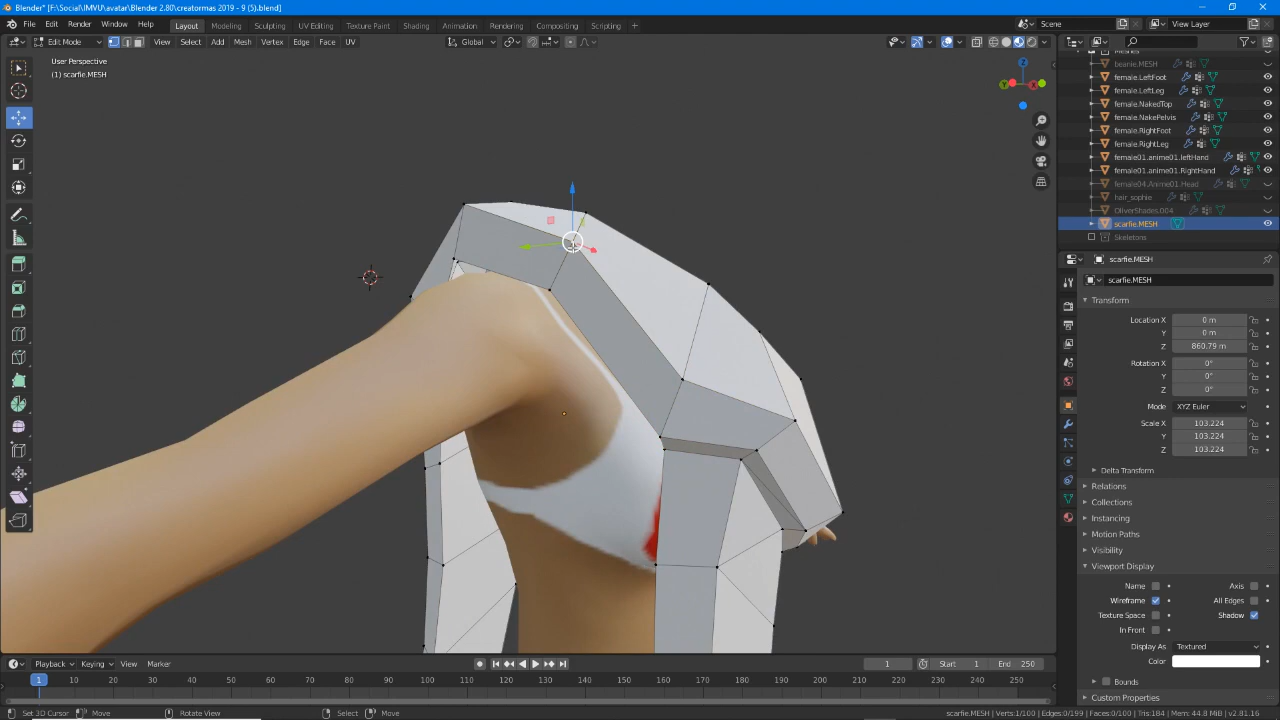 Blender* [F:\Social\IMVU\avatar\Blender 2.80\creatormas 2019 - 9 (5).blend]
File Edit Render Window Help Layout Modeling Sculpting UV Editing Texture Paint Shading Animation Rendering Compositing Scripting + Scene View Layer
Edit Mode View Select Add Mesh Vertex Edge Face UV Global
User Perspective
(1) scarfie.MESH
Z
Y
X
beanie.MESH
female.LeftFoot
female.LeftLeg
female.NakedTop
female.NakePelvis
female.RightFoot
female.RightLeg
female01.anime01.leftHand
female01.anime01.RightHand
female04.Anime01.Head
hair_sophie
OliverShades.004
scarfie.MESH
Skeletons
scarfie.MESH
scarfie.MESH
Transform
Location X 0 m
Y 0 m
Z 860.79 m
Rotation X 0°
Y 0°
Z 0°
Mode XYZ Euler
Scale X 103.224
Y 103.224
Z 103.224
Delta Transform
Relations
Collections
Instancing
Motion Paths
Visibility
Viewport Display
Name Axis
Wireframe All Edges
Texture Space Shadow
In Front
Display As Textured
Color
Bounds
Custom Properties
Playback Keying View Marker 1 Start 1 End 250
1 10 20 30 40 50 60 70 80 90 100 110 120 130 140 150 160 170 180 190 200 210 220 230 240 250
Set 3D Cursor Move Rotate View Select Move scarfie.MESH | Verts:1/100 | Edges:0/199 | Faces:0/100 | Tris:184 | Mem: 44.8 MiB | v2.81.16